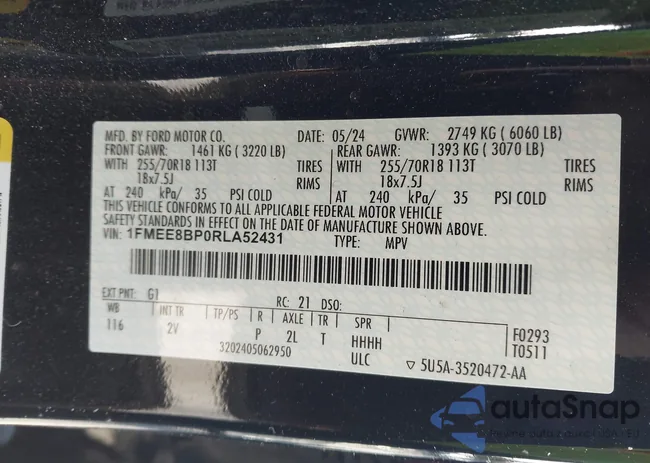 MFD. BY FORD MOTOR CO. DATE: 05/24 GVWR: 2749 KG ( 6060 LB)
FRONT GAWR: 1461 KG ( 3220 LB) REAR GAWR: 1393 KG ( 3070 LB)
WITH 255/70R18 113T TIRES WITH 255/70R18 113T TIRES
18x7.5J RIMS 18x7.5J RIMS
AT 240 kPa/ 35 PSI COLD AT 240 kPa/ 35 PSI COLD
THIS VEHICLE CONFORMS TO ALL APPLICABLE FEDERAL MOTOR VEHICLE
SAFETY STANDARDS IN EFFECT ON THE DATE OF MANUFACTURE SHOWN ABOVE.
VIN: 1FMEE8BP0RLA52431 TYPE: MPV
EXT PNT: G1 RC: 21 DSO:
WB INT TR TP/PS R AXLE TR SPR
116 2V P 2L T HHHH F0293
3202405062950 ULC T0511
5U5A-3520472-AA
autoSnap